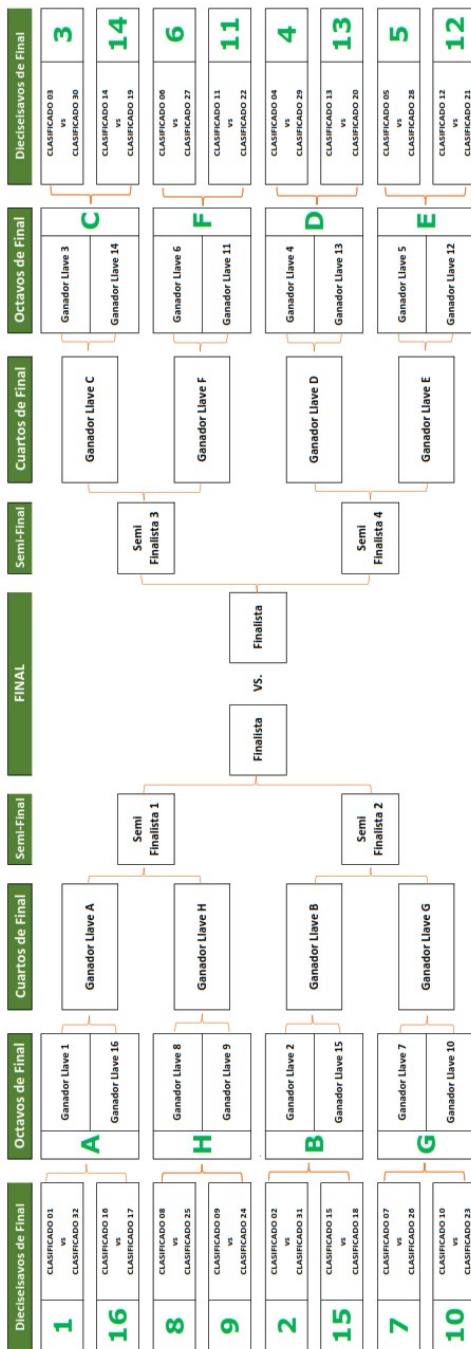 Dieciseisavos de Final
Octavos de Final
Cuartos de Final
Semi-Final
FINAL
Semi-Final
Cuartos de Final
Octavos de Final
Dieciseisavos de Final
1
CLASIFICADO 01
vs
CLASIFICADO 32
16
CLASIFICADO 16
vs
CLASIFICADO 17
8
CLASIFICADO 08
vs
CLASIFICADO 25
9
CLASIFICADO 09
vs
CLASIFICADO 24
2
CLASIFICADO 02
vs
CLASIFICADO 31
15
CLASIFICADO 15
vs
CLASIFICADO 18
7
CLASIFICADO 07
vs
CLASIFICADO 26
10
CLASIFICADO 10
vs
CLASIFICADO 23
A
Ganador Llave 1
Ganador Llave 16
H
Ganador Llave 8
Ganador Llave 9
B
Ganador Llave 2
Ganador Llave 15
G
Ganador Llave 7
Ganador Llave 10
Ganador Llave A
Ganador Llave H
Ganador Llave B
Ganador Llave G
Semi
Finalista 1
Semi
Finalista 2
Finalista
VS.
Finalista
Semi
Finalista 3
Semi
Finalista 4
Ganador Llave C
Ganador Llave F
Ganador Llave D
Ganador Llave E
Ganador Llave 3
Ganador Llave 14
C
Ganador Llave 6
Ganador Llave 11
F
Ganador Llave 4
Ganador Llave 13
D
Ganador Llave 5
Ganador Llave 12
E
CLASIFICADO 03
vs
CLASIFICADO 30
3
CLASIFICADO 14
vs
CLASIFICADO 19
14
CLASIFICADO 06
vs
CLASIFICADO 27
6
CLASIFICADO 11
vs
CLASIFICADO 22
11
CLASIFICADO 04
vs
CLASIFICADO 29
4
CLASIFICADO 13
vs
CLASIFICADO 20
13
CLASIFICADO 05
vs
CLASIFICADO 28
5
CLASIFICADO 12
vs
CLASIFICADO 21
12